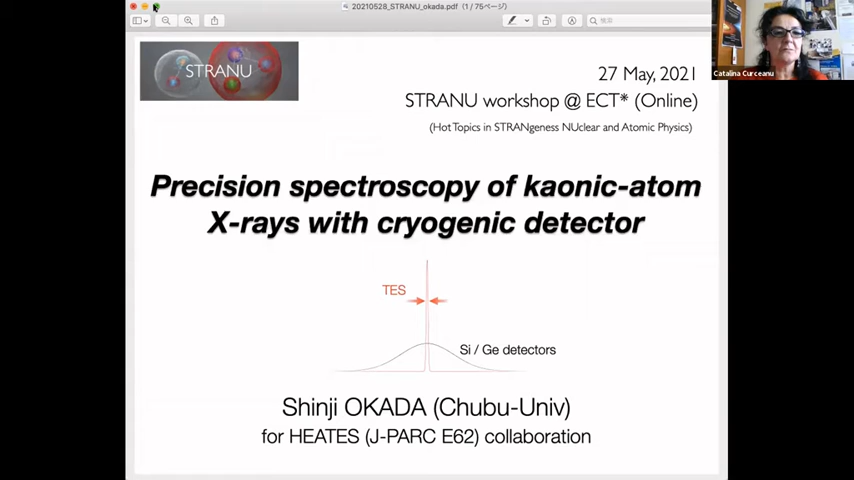 20210528_STRANU_okada.pdf (1 / 75ページ)
検索
Catalina Curceanu
STRANU
27 May, 2021
STRANU workshop @ ECT* (Online)
(Hot Topics in STRANgeness NUclear and Atomic Physics)
Precision spectroscopy of kaonic-atom
X-rays with cryogenic detector
TES
Si / Ge detectors
Shinji OKADA (Chubu-Univ)
for HEATES (J-PARC E62) collaboration